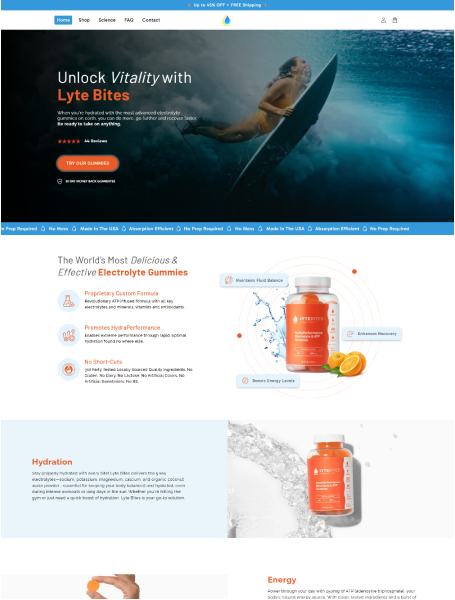 Up to 45% OFF + FREE Shipping
Home Shop Science FAQ Contact
Unlock Vitality with
Lyte Bites
When you're hydrated with the most advanced electrolyte
gummies on earth, you can do more, go further and recover faster.
Be ready to take on anything.
★★★★★ 44 Reviews
TRY OUR GUMMIES
30 DAY MONEY BACK GUARANTEE
No Prep Required No Mess Made In The USA Absorption Efficient No Prep Required No Mess Made In The USA Absorption Efficient No Prep Required
The World's Most Delicious &
Effective Electrolyte Gummies
Proprietary Custom Formula
Revolutionary ATP-infused formula with all key
electrolytes and minerals, vitamins and antioxidants.
Promotes HydraPerformance
Enables extreme performance through rapid optimal
hydration found no where else.
No Short-Cuts
3rd Party Tested Locally Sourced Quality Ingredients. No
Gluten, No Dairy, No Lactose, No Artificial Colors, No
Artificial Sweeteners, No BS.
Maintains Fluid Balance
Enhances Recovery
Boosts Energy Levels
LYTE BITES
Hydration
Stay properly hydrated with every bite! Lyte Bites delivers the 5 key
electrolytes—sodium, potassium, magnesium, calcium, and organic coconut
water powder, essential for keeping your body balanced and hydrated, even
during intense workouts or long days in the sun. Whether you're hitting the
gym or just need a quick boost of hydration, Lyte Bites is your go-to solution.
LYTE BITES
Energy
Power through your day with
body's natural energy source. With clean, tested ingredients and a burst of